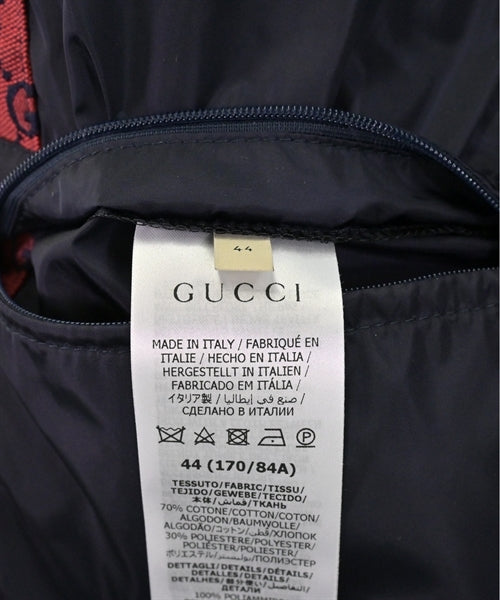 44
GUCCI
MADE IN ITALY / FABRIQUÉ EN
ITALIE / HECHO EN ITALIA /
HERGESTELLT IN ITALIEN /
FABRICADO EM ITÁLIA /
イタリア製 / صنع في إيطاليا /
СДЕЛАНО В ИТАЛИИ
P
44 (170/84A)
TESSUTO/FABRIC/TISSU/
TEJIDO/GEWEBE/TECIDO/
本体/قماش/ТКАНЬ
70% COTONE/COTTON/COTON/
ALGODON/BAUMWOLLE/
ALGODÃO/コットン/قطن/ХЛОПОК
30% POLIESTERE/POLYESTER/
POLIÉSTER/POLIESTER/
ポリエステル/بوليستر/ПОЛИЭСТЕР
DETTAGLI/DETAILS/DÉTAILS/
DETALLES/DETAILS/
100% POLIAMMIDE/